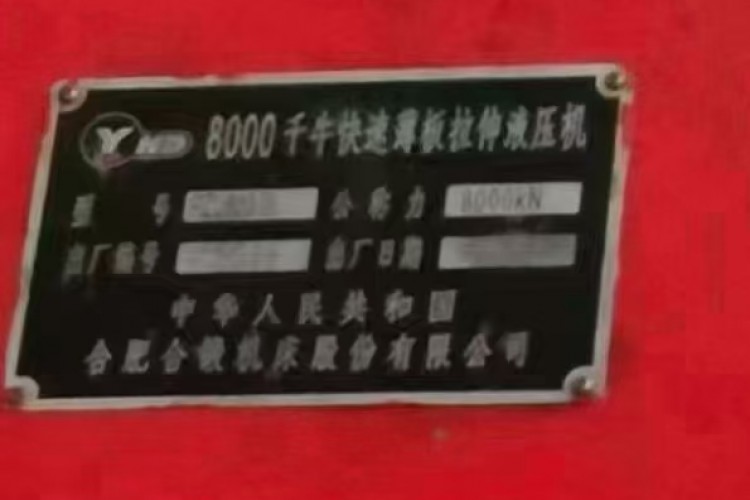 8000千牛快速薄板拉伸液压机
型号 公称力 8000kN
出厂编号 出厂日期
中华人民共和国
合肥合锻机床股份有限公司